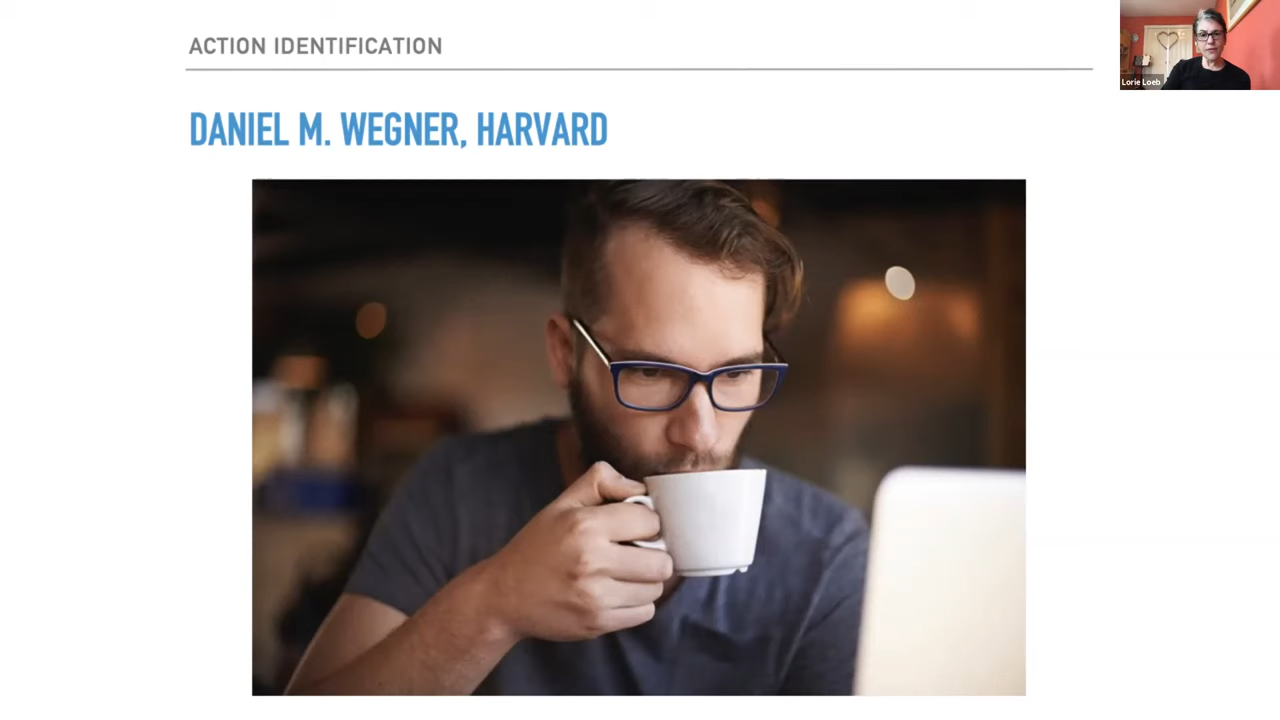 ACTION IDENTIFICATION
DANIEL M. WEGNER, HARVARD
Lorie Loeb